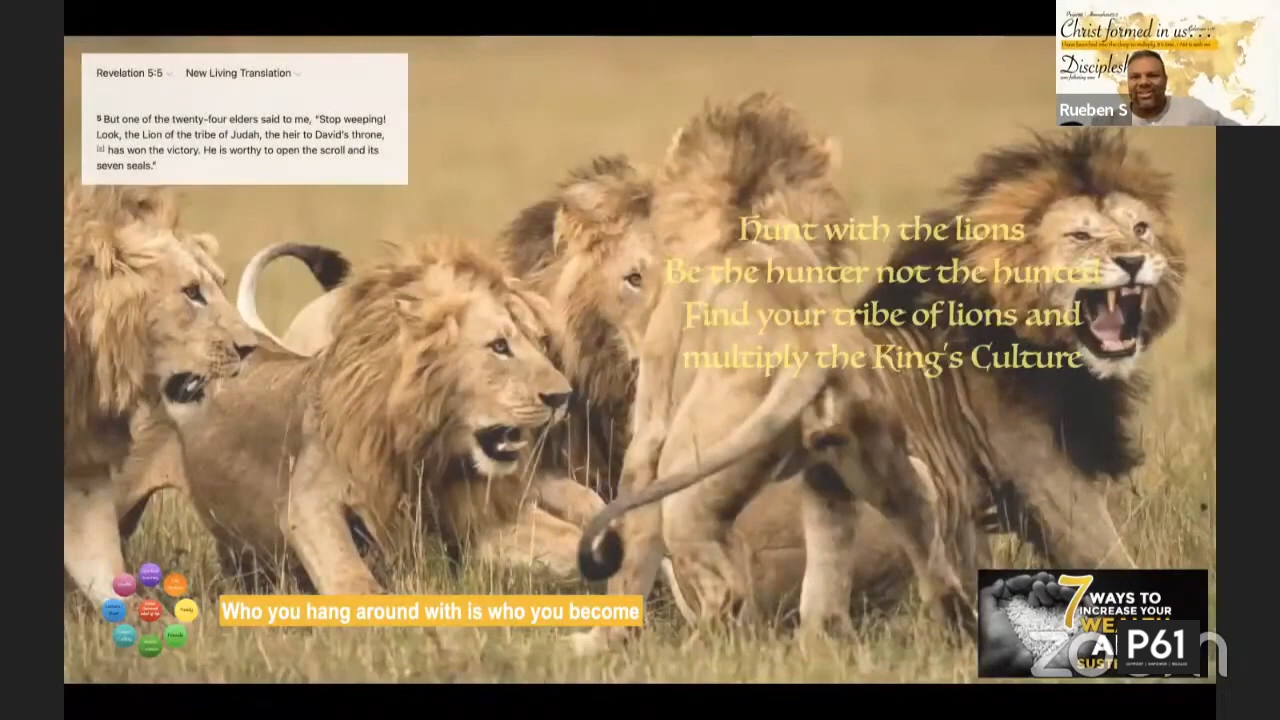 Revelation 5:5 New Living Translation
5 But one of the twenty-four elders said to me, “Stop weeping!
Look, the Lion of the tribe of Judah, the heir to David's throne,
[a] has won the victory. He is worthy to open the scroll and its
seven seals.”
Christ formed in us...
Rueben S
Hunt with the lions
Be the hunter not the hunted
Find your tribe of lions and
multiply the King's Culture
Family
Friends
Who you hang around with is who you become
7 WAYS TO
INCREASE YOUR
P61
zoom